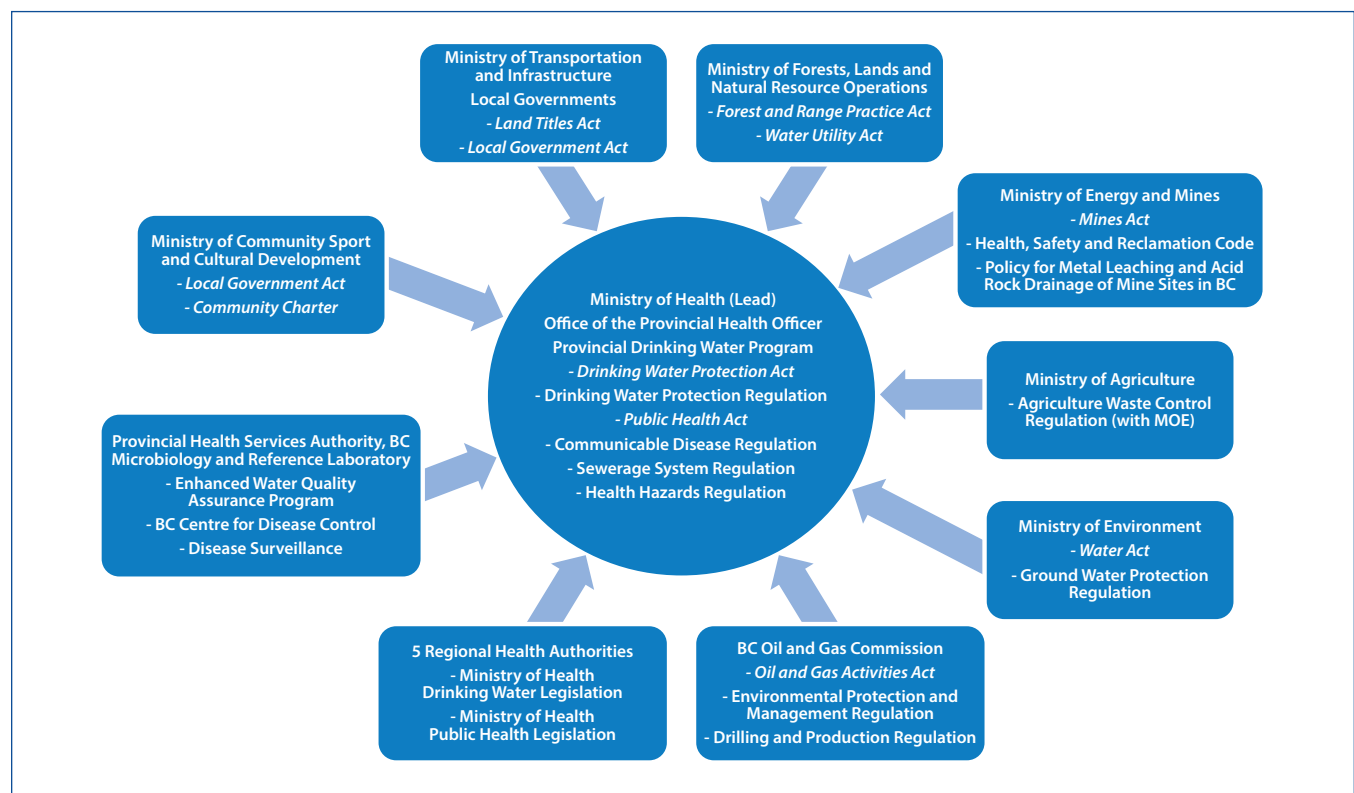 Ministry of Transportation
and Infrastructure
Local Governments
- Land Titles Act
- Local Government Act
Ministry of Forests, Lands and
Natural Resource Operations
- Forest and Range Practice Act
- Water Utility Act
Ministry of Energy and Mines
- Mines Act
- Health, Safety and Reclamation Code
- Policy for Metal Leaching and Acid
Rock Drainage of Mine Sites in BC
Ministry of Community Sport
and Cultural Development
- Local Government Act
- Community Charter
Ministry of Health (Lead)
Office of the Provincial Health Officer
Provincial Drinking Water Program
- Drinking Water Protection Act
- Drinking Water Protection Regulation
- Public Health Act
- Communicable Disease Regulation
- Sewerage System Regulation
- Health Hazards Regulation
Ministry of Agriculture
- Agriculture Waste Control
Regulation (with MOE)
Provincial Health Services Authority, BC
Microbiology and Reference Laboratory
- Enhanced Water Quality
Assurance Program
- BC Centre for Disease Control
- Disease Surveillance
Ministry of Environment
- Water Act
- Ground Water Protection
Regulation
5 Regional Health Authorities
- Ministry of Health
Drinking Water Legislation
- Ministry of Health
Public Health Legislation
BC Oil and Gas Commission
- Oil and Gas Activities Act
- Environmental Protection and
Management Regulation
- Drilling and Production Regulation